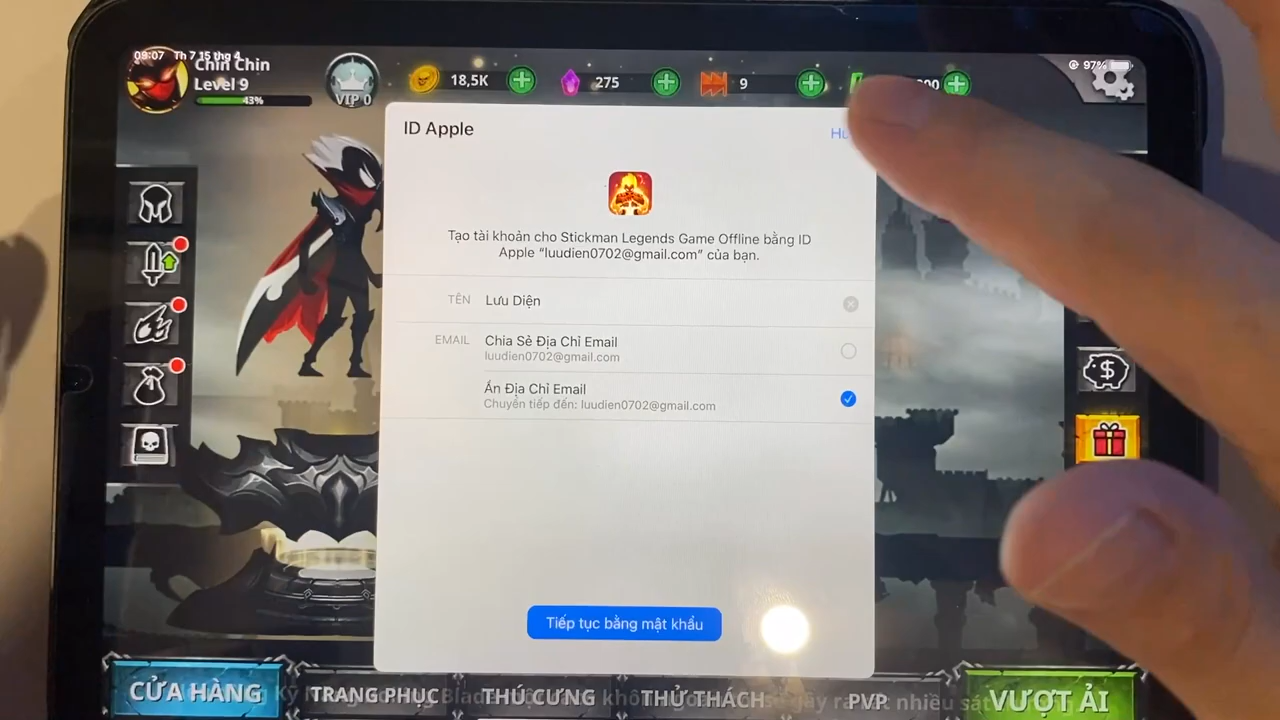 09:07 Th 7 15 thg 4
97%
Chin Chin
Level 9
43%
VIP 0
18,5K
275
9
ID Apple
Tạo tài khoản cho Stickman Legends Game Offline bằng ID
Apple “luudien0702@gmail.com” của bạn.
TÊN Lưu Diện
EMAIL Chia Sẻ Địa Chỉ Email
luudien0702@gmail.com
Ẩn Địa Chỉ Email
Chuyển tiếp đến: luudien0702@gmail.com
Tiếp tục bằng mật khẩu
CỬA HÀNG
TRANG PHỤC
THÚ CƯNG
THỬ THÁCH
PVP
VƯỢT ẢI